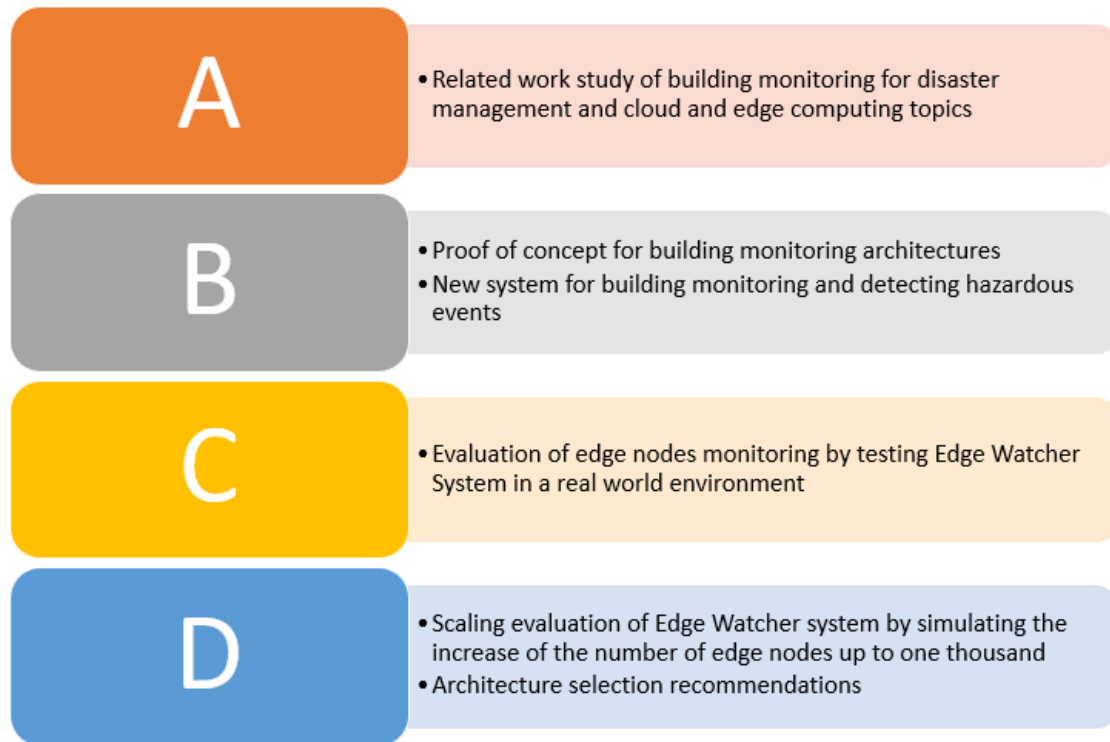 A
• Related work study of building monitoring for disaster
management and cloud and edge computing topics
B
• Proof of concept for building monitoring architectures
• New system for building monitoring and detecting hazardous
events
C
• Evaluation of edge nodes monitoring by testing Edge Watcher
System in a real world environment
D
• Scaling evaluation of Edge Watcher system by simulating the
increase of the number of edge nodes up to one thousand
• Architecture selection recommendations